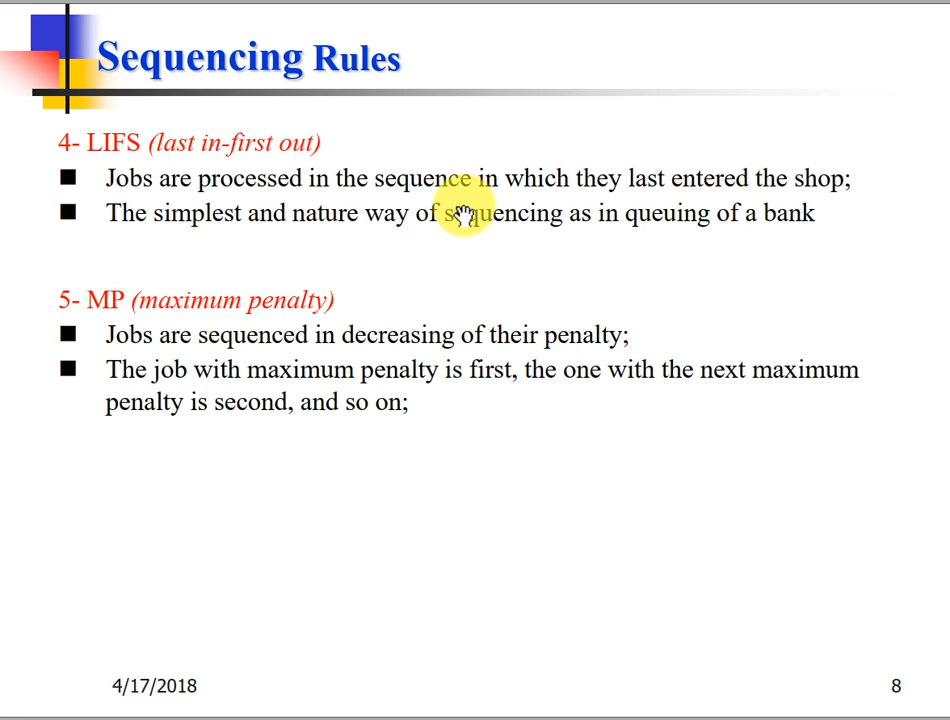 Sequencing Rules
4- LIFS (last in-first out)
Jobs are processed in the sequence in which they last entered the shop;
The simplest and nature way of sequencing as in queuing of a bank
5- MP (maximum penalty)
Jobs are sequenced in decreasing of their penalty;
The job with maximum penalty is first, the one with the next maximum
penalty is second, and so on;
4/17/2018
8